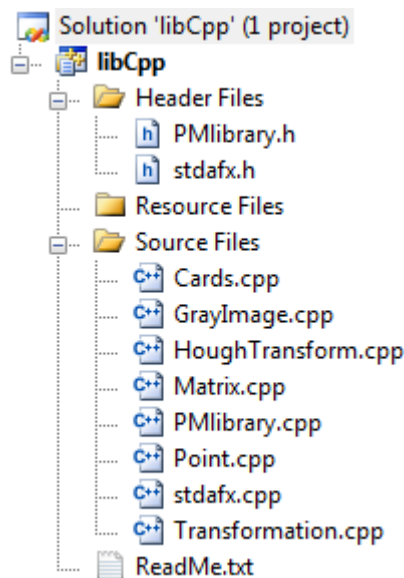 Solution 'libCpp' (1 project)
libCpp
Header Files
h PMlibrary.h
h stdafx.h
Resource Files
Source Files
C++ Cards.cpp
C++ GrayImage.cpp
C++ HoughTransform.cpp
C++ Matrix.cpp
C++ PMlibrary.cpp
C++ Point.cpp
C++ stdafx.cpp
C++ Transformation.cpp
ReadMe.txt